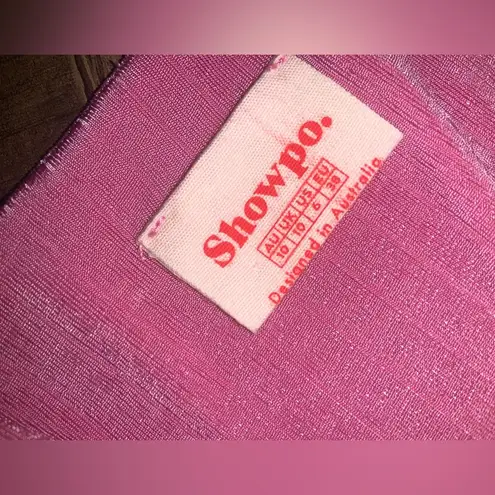 Showpo.
AU UK US EU
10 10 6 38
Designed in Australia